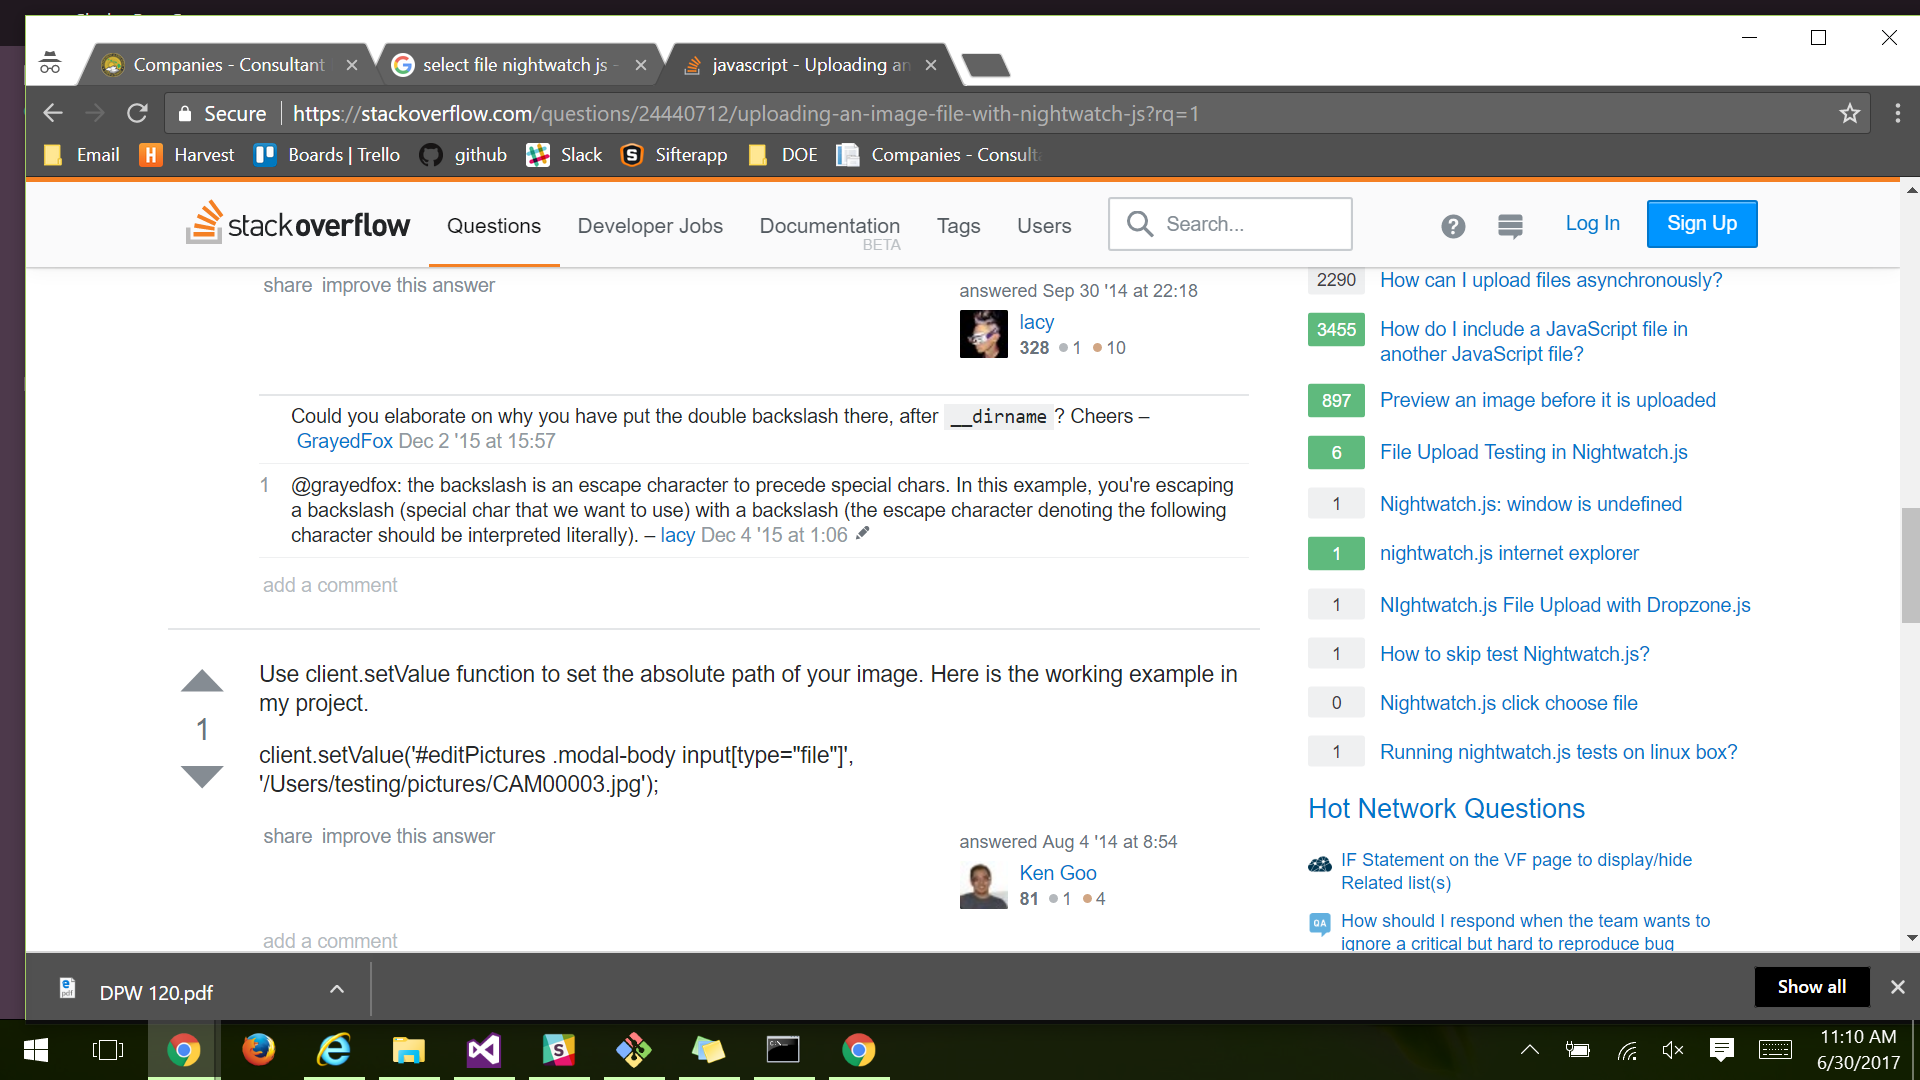 Companies - Consultant
select file nightwatch js -
javascript - Uploading an
Secure
https://stackoverflow.com/questions/24440712/uploading-an-image-file-with-nightwatch-js?rq=1
Email
Harvest
Boards | Trello
github
Slack
Sifterapp
DOE
Companies - Consult
stackoverflow
Questions
Developer Jobs
Documentation
BETA
Tags
Users
Search...
Log In
Sign Up
share improve this answer
answered Sep 30 '14 at 22:18
lacy
328 1 10
Could you elaborate on why you have put the double backslash there, after __dirname ? Cheers –
GrayedFox Dec 2 '15 at 15:57
1 @grayedfox: the backslash is an escape character to precede special chars. In this example, you're escaping
a backslash (special char that we want to use) with a backslash (the escape character denoting the following
character should be interpreted literally). – lacy Dec 4 '15 at 1:06
add a comment
1
Use client.setValue function to set the absolute path of your image. Here is the working example in
my project.
client.setValue('#editPictures .modal-body input[type="file"]',
'/Users/testing/pictures/CAM00003.jpg');
share improve this answer
answered Aug 4 '14 at 8:54
Ken Goo
81 1 4
add a comment
2290 How can I upload files asynchronously?
3455 How do I include a JavaScript file in
another JavaScript file?
897 Preview an image before it is uploaded
6 File Upload Testing in Nightwatch.js
1 Nightwatch.js: window is undefined
1 nightwatch.js internet explorer
1 NIghtwatch.js File Upload with Dropzone.js
1 How to skip test Nightwatch.js?
0 Nightwatch.js click choose file
1 Running nightwatch.js tests on linux box?
Hot Network Questions
IF Statement on the VF page to display/hide
Related list(s)
QA
How should I respond when the team wants to
ignore a critical but hard to reproduce bug
DPW 120.pdf
Show all
11:10 AM
6/30/2017